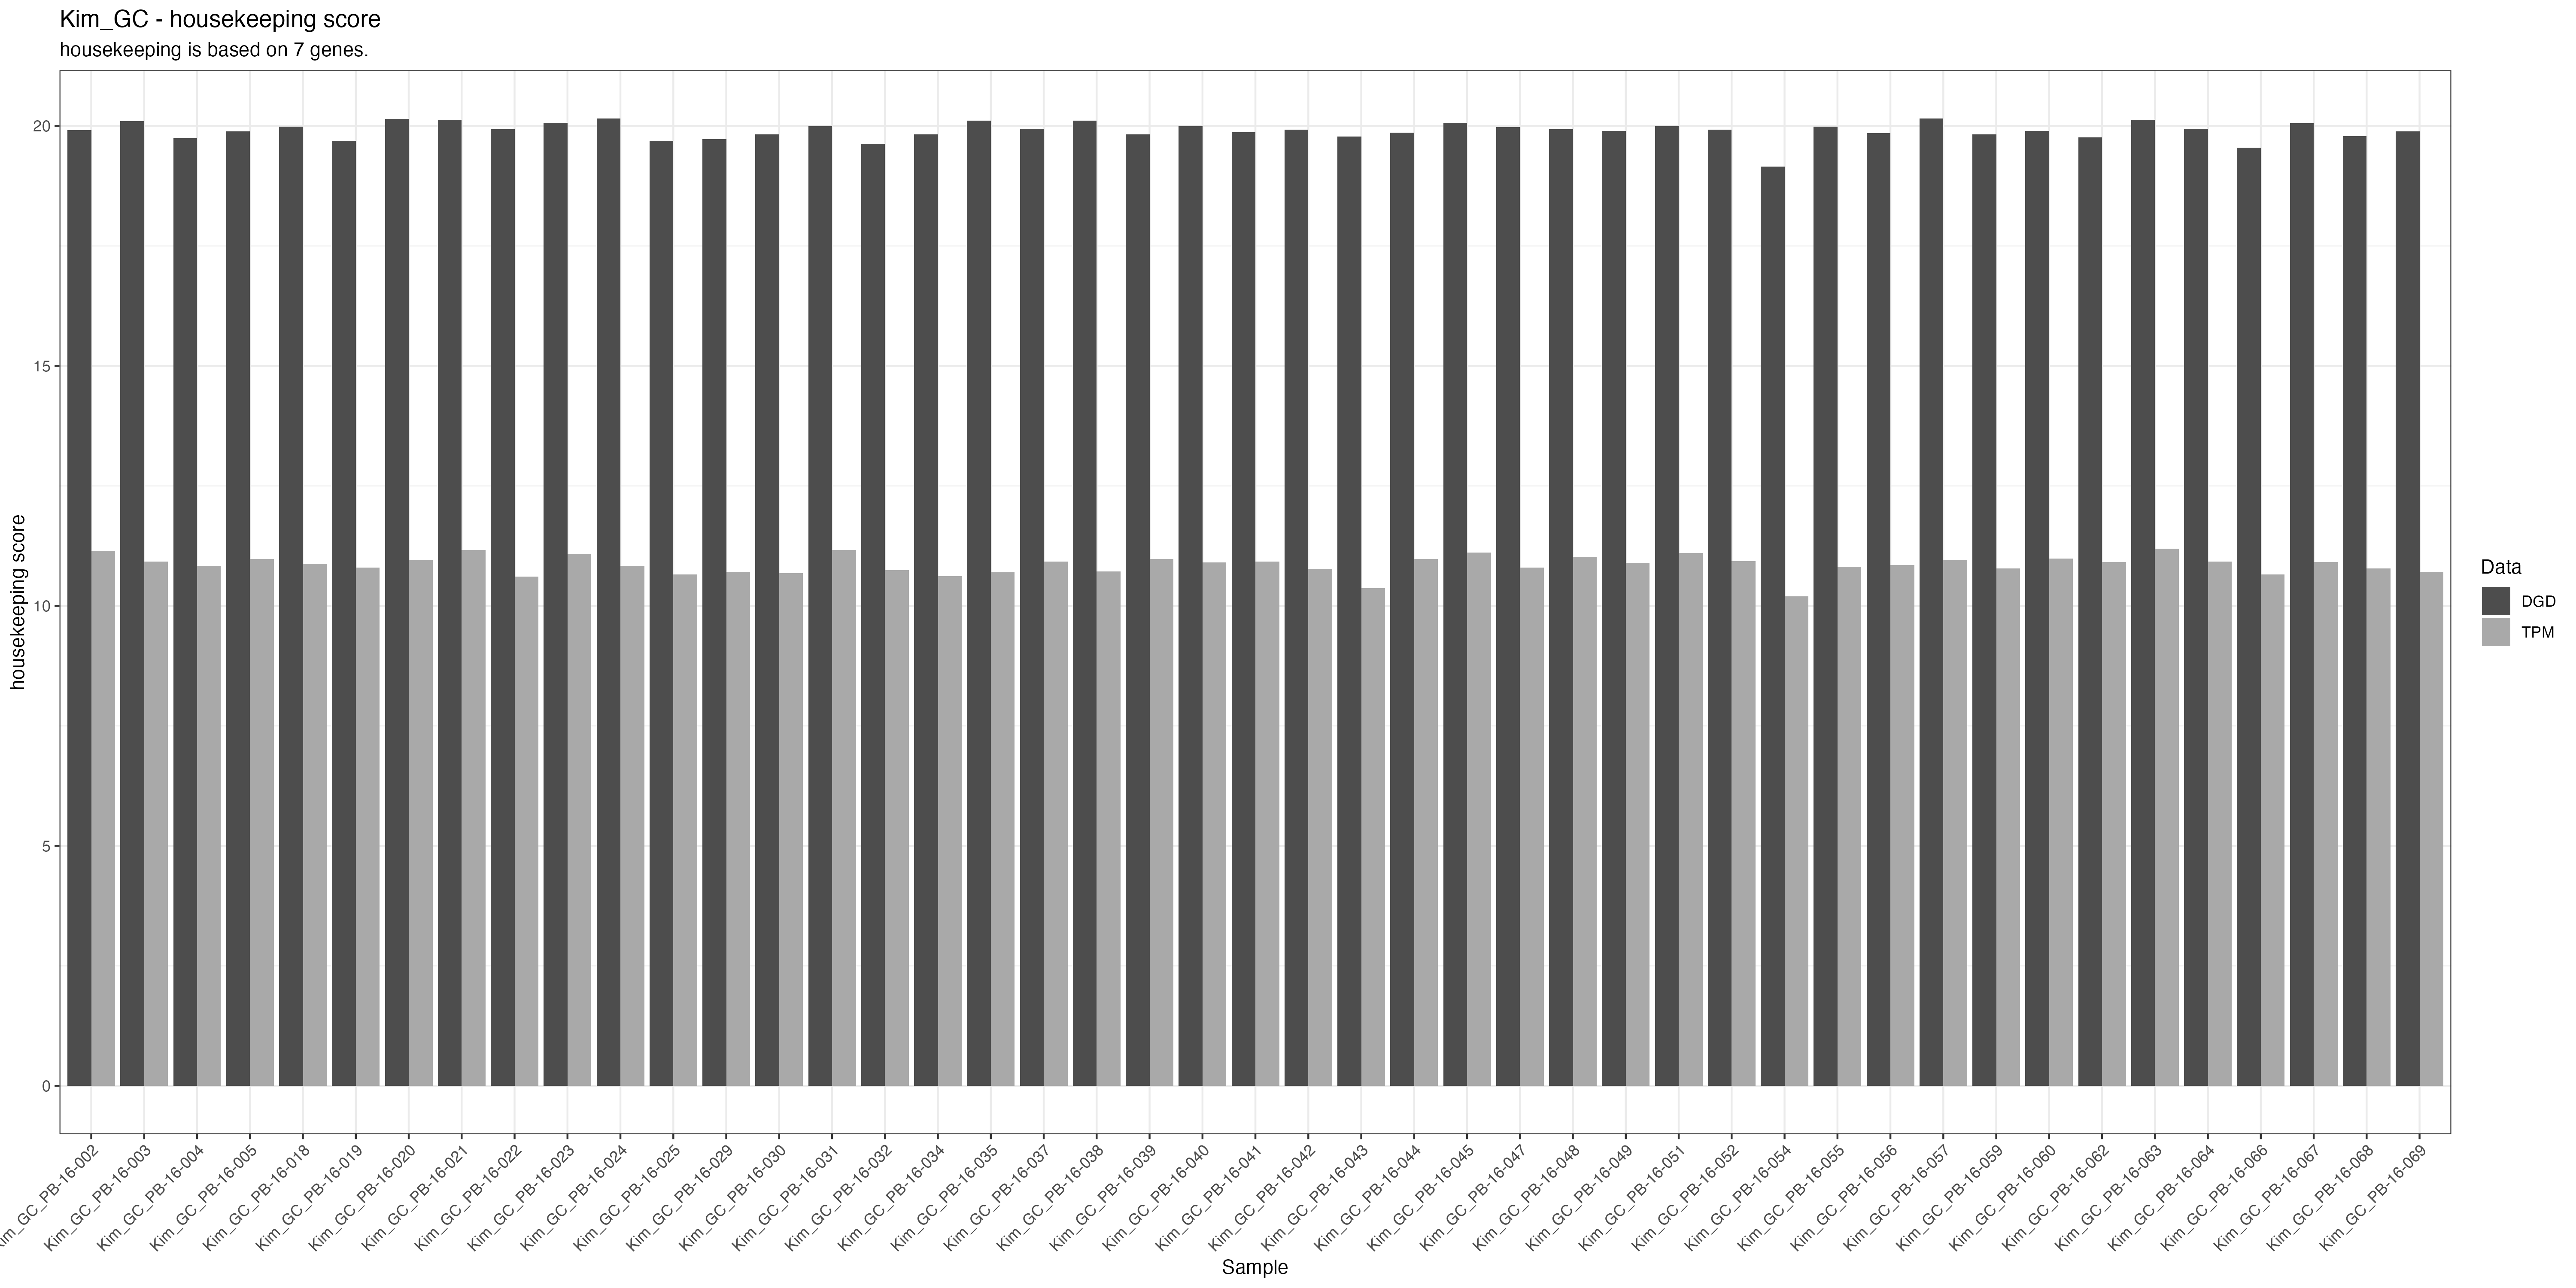 Kim_GC - housekeeping score
housekeeping is based on 7 genes.
housekeeping score
20
15
10
5
0
Kim_GC_PB-16-002
Kim_GC_PB-16-003
Kim_GC_PB-16-004
Kim_GC_PB-16-005
Kim_GC_PB-16-018
Kim_GC_PB-16-019
Kim_GC_PB-16-020
Kim_GC_PB-16-021
Kim_GC_PB-16-022
Kim_GC_PB-16-023
Kim_GC_PB-16-024
Kim_GC_PB-16-025
Kim_GC_PB-16-029
Kim_GC_PB-16-030
Kim_GC_PB-16-031
Kim_GC_PB-16-032
Kim_GC_PB-16-034
Kim_GC_PB-16-035
Kim_GC_PB-16-037
Kim_GC_PB-16-038
Kim_GC_PB-16-039
Kim_GC_PB-16-040
Kim_GC_PB-16-041
Kim_GC_PB-16-042
Kim_GC_PB-16-043
Kim_GC_PB-16-044
Kim_GC_PB-16-045
Kim_GC_PB-16-047
Kim_GC_PB-16-048
Kim_GC_PB-16-049
Kim_GC_PB-16-051
Kim_GC_PB-16-052
Kim_GC_PB-16-054
Kim_GC_PB-16-055
Kim_GC_PB-16-056
Kim_GC_PB-16-057
Kim_GC_PB-16-059
Kim_GC_PB-16-060
Kim_GC_PB-16-062
Kim_GC_PB-16-063
Kim_GC_PB-16-064
Kim_GC_PB-16-066
Kim_GC_PB-16-067
Kim_GC_PB-16-068
Kim_GC_PB-16-069
Sample
Data
DGD
TPM